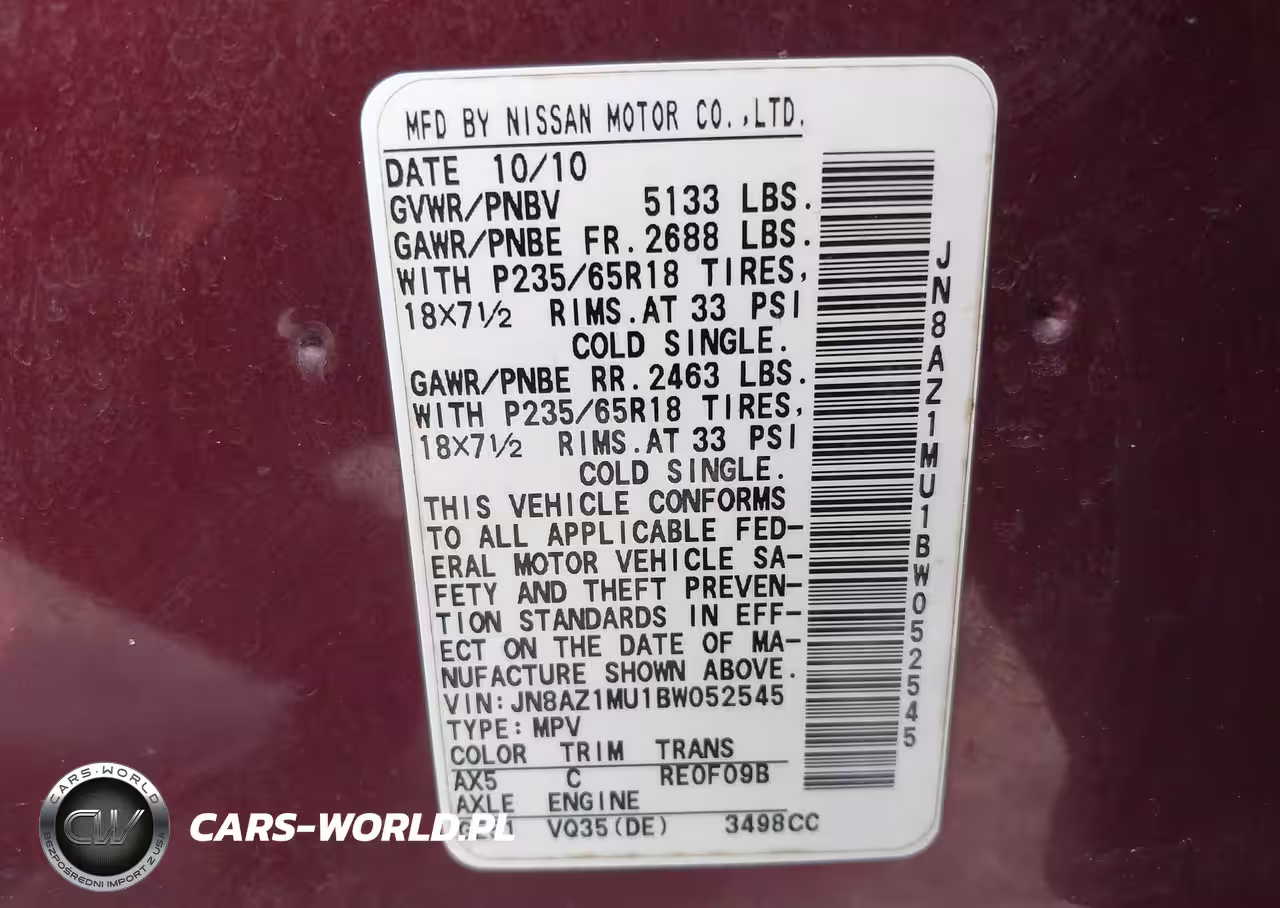 MFD BY NISSAN MOTOR CO.,LTD.
DATE 10/10
GVWR/PNBV 5133 LBS.
GAWR/PNBE FR.2688 LBS.
WITH P235/65R18 TIRES,
18X7½ RIMS.AT 33 PSI
COLD SINGLE.
GAWR/PNBE RR.2463 LBS.
WITH P235/65R18 TIRES,
18X7½ RIMS.AT 33 PSI
COLD SINGLE.
THIS VEHICLE CONFORMS
TO ALL APPLICABLE FED-
ERAL MOTOR VEHICLE SA-
FETY AND THEFT PREVEN-
TION STANDARDS IN EFF-
ECT ON THE DATE OF MA-
NUFACTURE SHOWN ABOVE.
VIN:JN8AZ1MU1BW052545
TYPE:MPV
COLOR TRIM TRANS
AX5 C RE0F09B
AXLE ENGINE
VQ35(DE) 3498CC
JN8AZ1MU1BW052545
CARS-WORLD
CW
BEZPOŚREDNI IMPORT Z USA
CARS-WORLD.PL